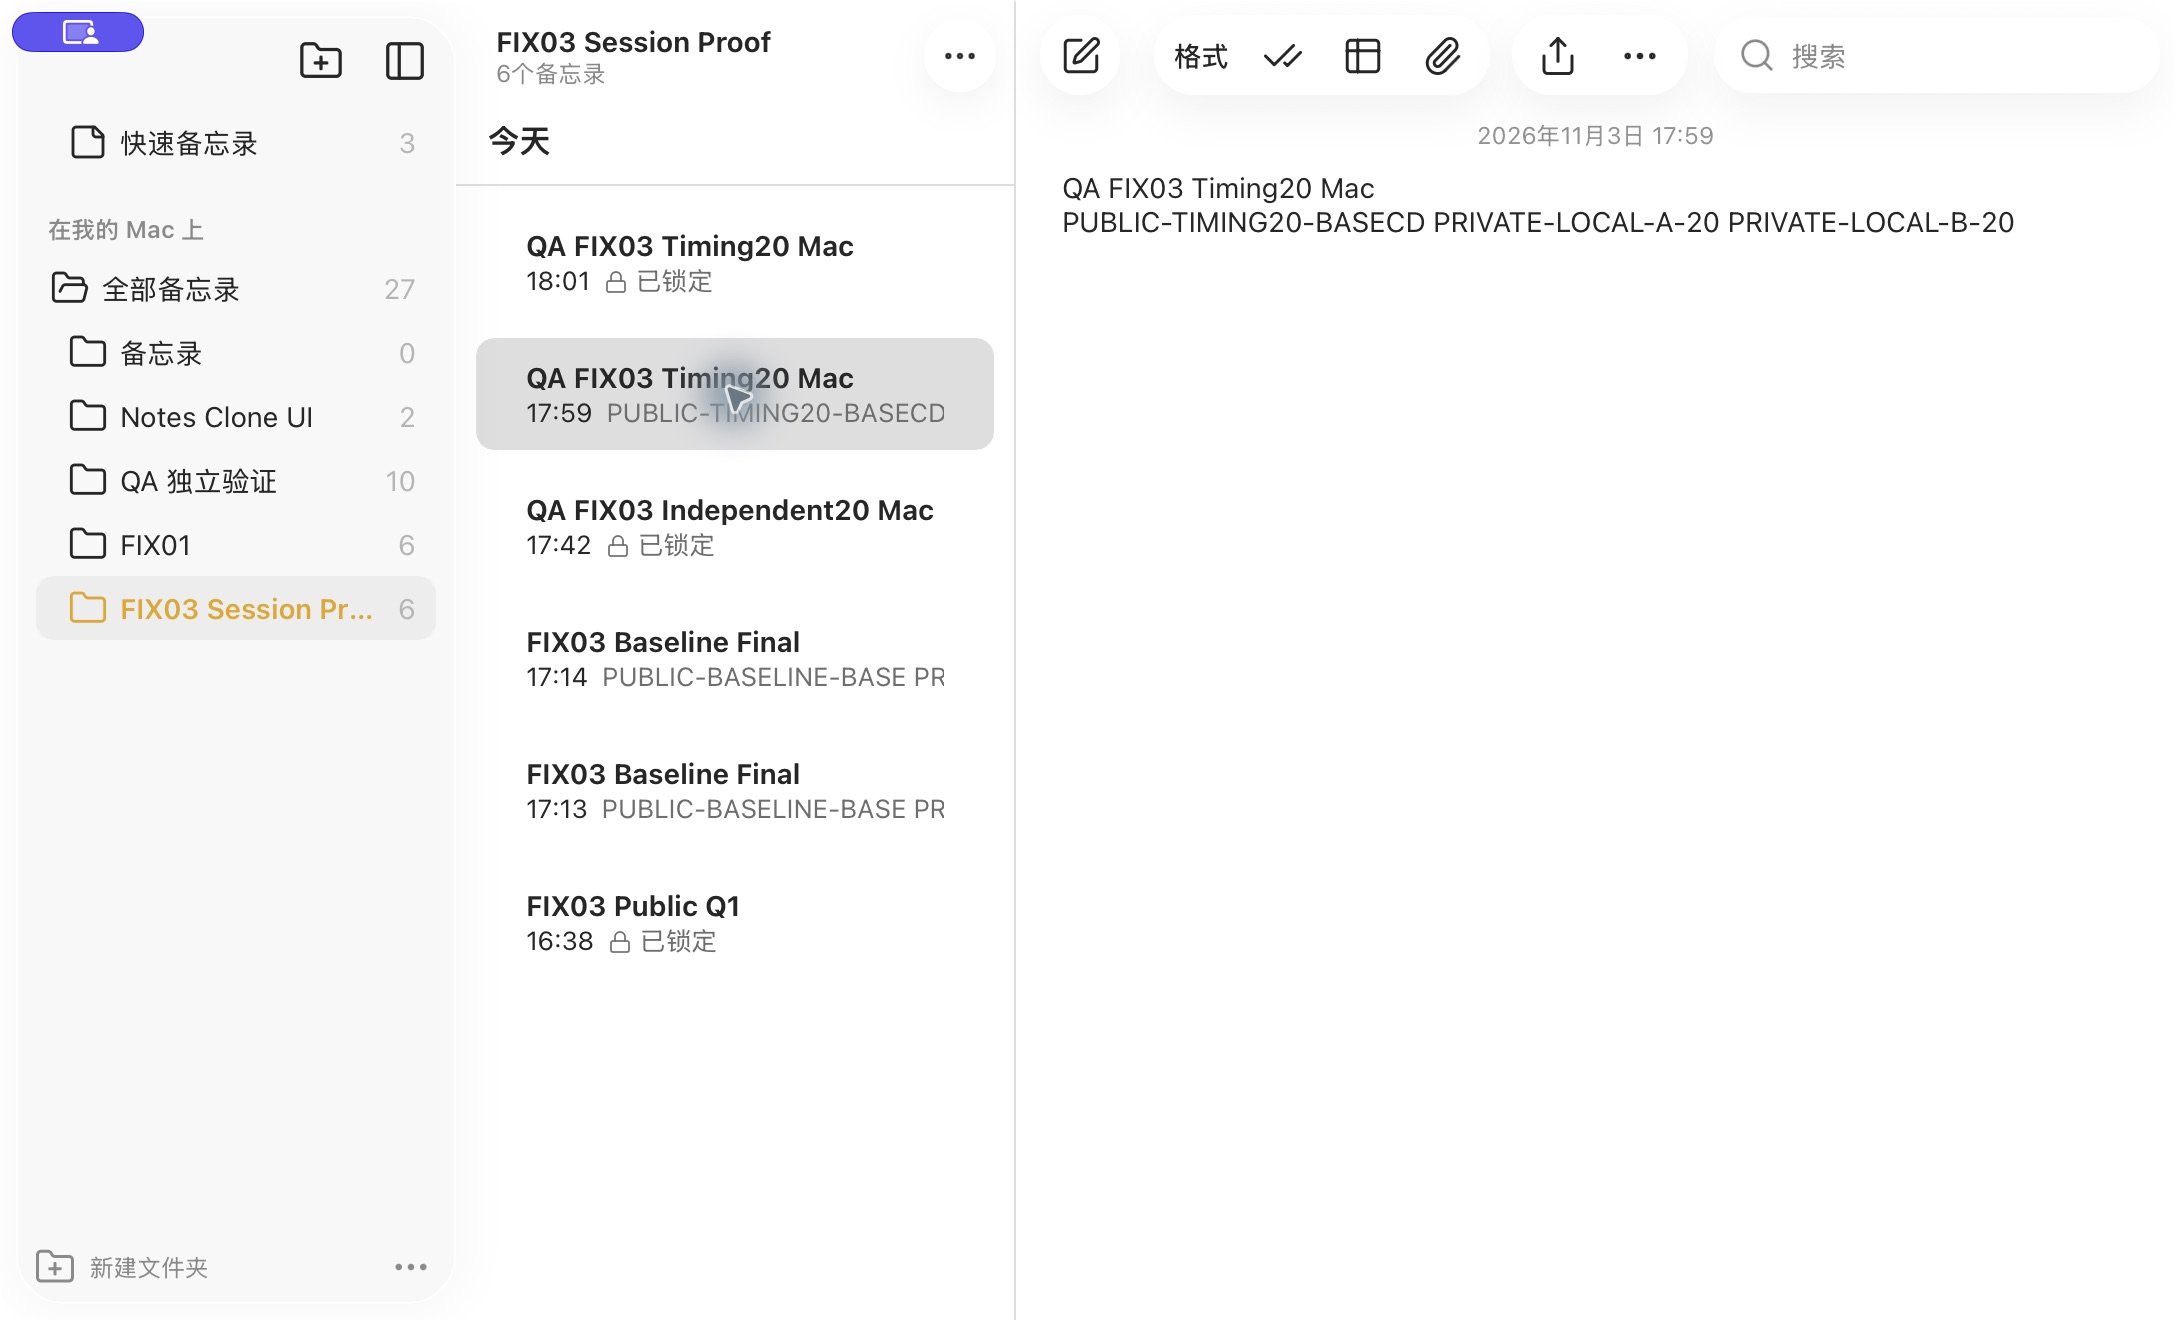 快速备忘录 3
在我的 Mac 上
全部备忘录 27
备忘录 0
Notes Clone UI 2
QA 独立验证 10
FIX01 6
FIX03 Session Pr... 6
新建文件夹
FIX03 Session Proof
6个备忘录
今天
QA FIX03 Timing20 Mac
18:01 已锁定
QA FIX03 Timing20 Mac
17:59 PUBLIC-TIMING20-BASECD
QA FIX03 Independent20 Mac
17:42 已锁定
FIX03 Baseline Final
17:14 PUBLIC-BASELINE-BASE PR
FIX03 Baseline Final
17:13 PUBLIC-BASELINE-BASE PR
FIX03 Public Q1
16:38 已锁定
格式
搜索
2026年11月3日 17:59
QA FIX03 Timing20 Mac
PUBLIC-TIMING20-BASECD PRIVATE-LOCAL-A-20 PRIVATE-LOCAL-B-20